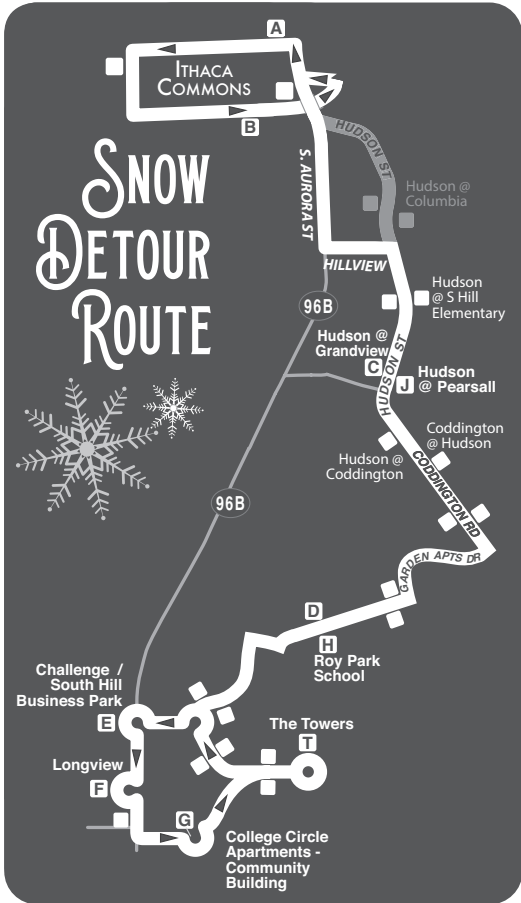 A
ITHACA
COMMONS
B
HUDSON ST
SNOW
DETOUR
ROUTE
S. AURORA ST
Hudson @
Columbia
HILLVIEW
Hudson
@ S Hill
Elementary
96B
Hudson @
Grandview
C
HUDSON ST
J
Hudson
@ Pearsall
Coddington
@ Hudson
Hudson @
Coddington
CODDINGTON RD
96B
GARDEN APTS DR
D
H
Roy Park
School
Challenge /
South Hill
Business Park
E
The Towers
T
Longview
F
G
College Circle
Apartments -
Community
Building